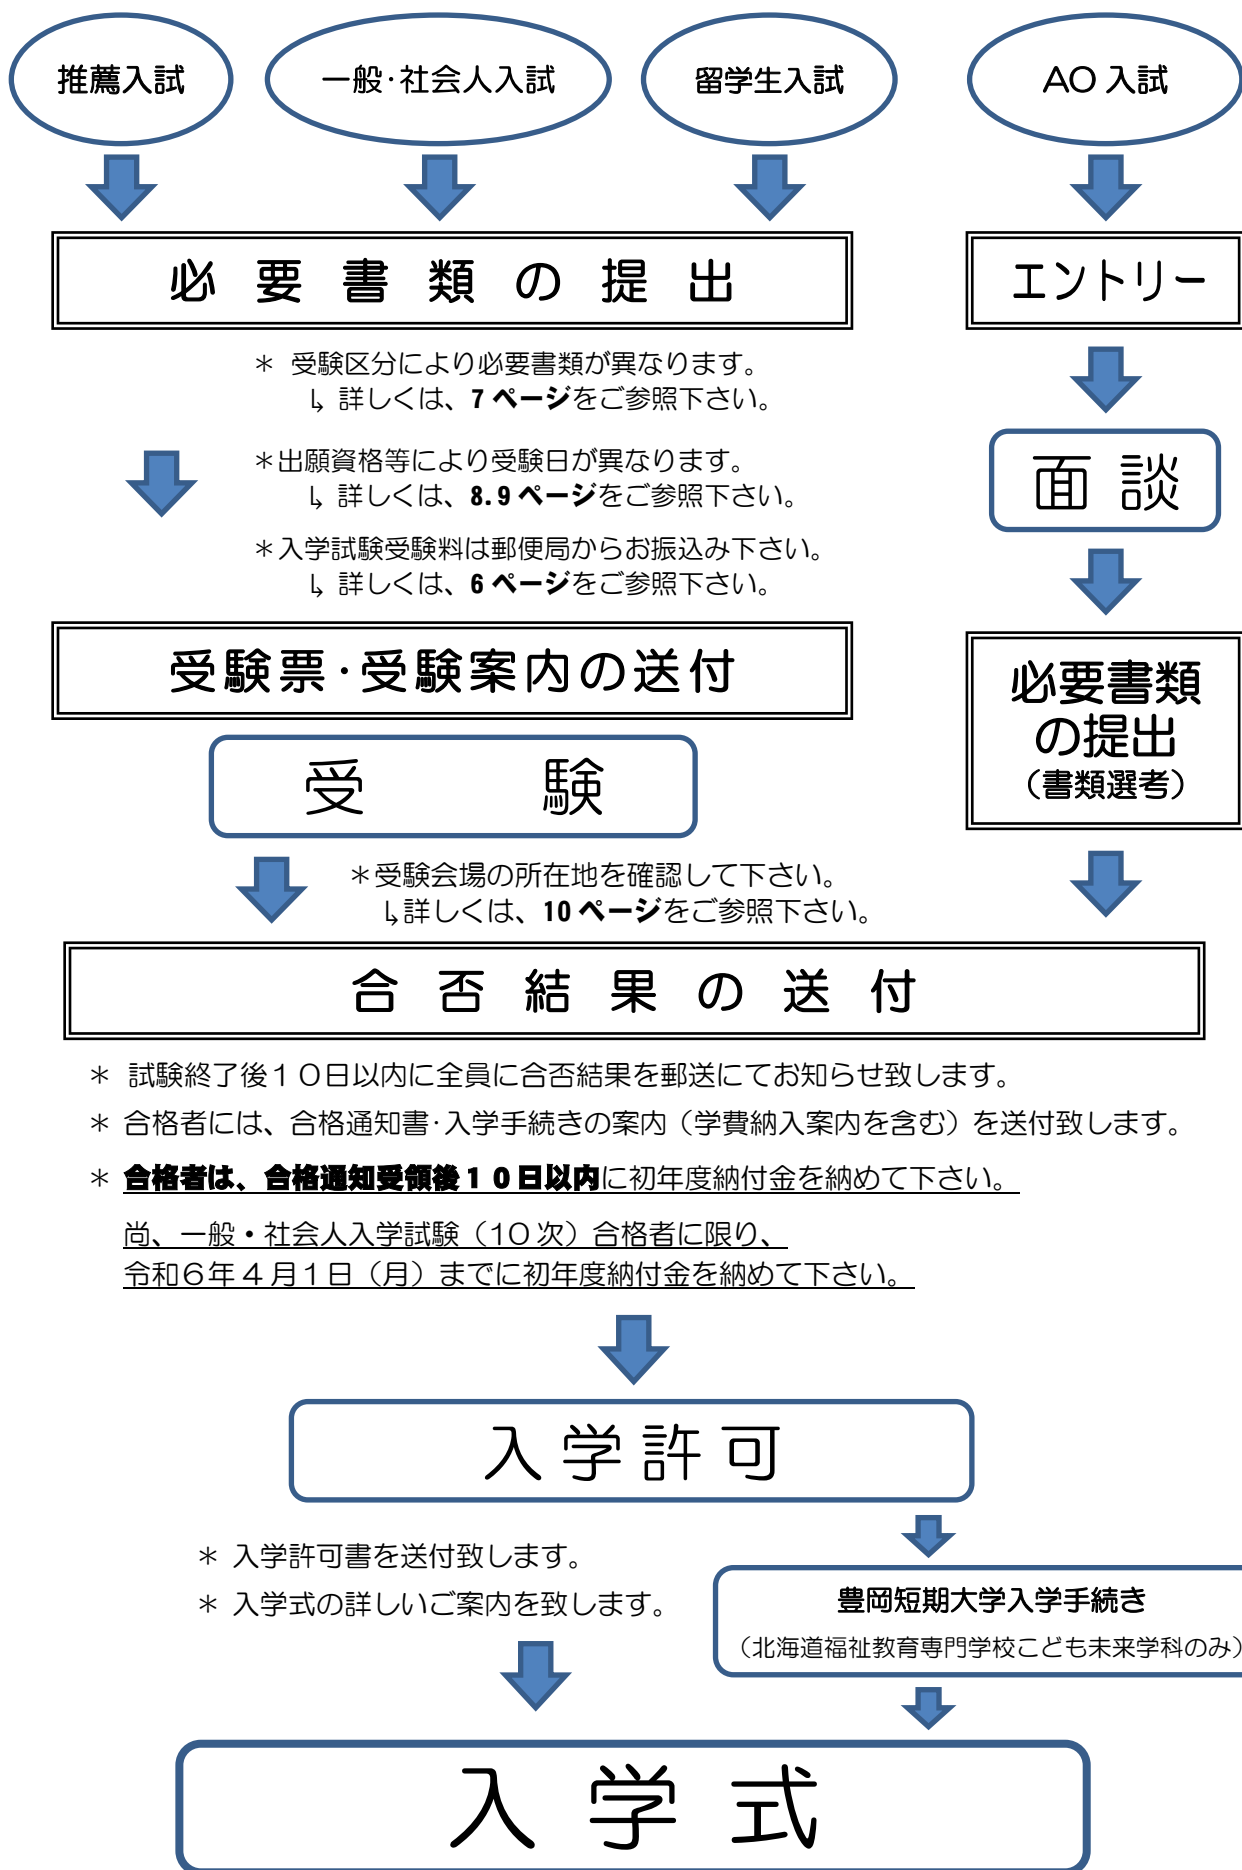 推薦入試
一般·社会人入試
留学生入試
AO 入試
必要書類の提出
エントリー
＊ 受験区分により必要書類が異なります。
↳ 詳しくは、7 ページをご参照下さい。
＊出願資格等により受験日が異なります。
↳ 詳しくは、8.9 ページをご参照下さい。
＊入学試験受験料は郵便局からお振込み下さい。
↳ 詳しくは、6 ページをご参照下さい。
面 談
受験票·受験案内の送付
必要書類
の提出
（書類選考）
受 験
＊受験会場の所在地を確認して下さい。
↳詳しくは、10 ページをご参照下さい。
合否結果の送付
＊ 試験終了後１０日以内に全員に合否結果を郵送にてお知らせ致します。
＊ 合格者には、合格通知書·入学手続きの案内（学費納入案内を含む）を送付致します。
＊ 合格者は、合格通知受領後１０日以内に初年度納付金を納めて下さい。
尚、一般・社会人入学試験（10 次）合格者に限り、
令和６年４月１日（月）までに初年度納付金を納めて下さい。
入学許可
＊ 入学許可書を送付致します。
＊ 入学式の詳しいご案内を致します。
豊岡短期大学入学手続き
（北海道福祉教育専門学校こども未来学科のみ）
入学式